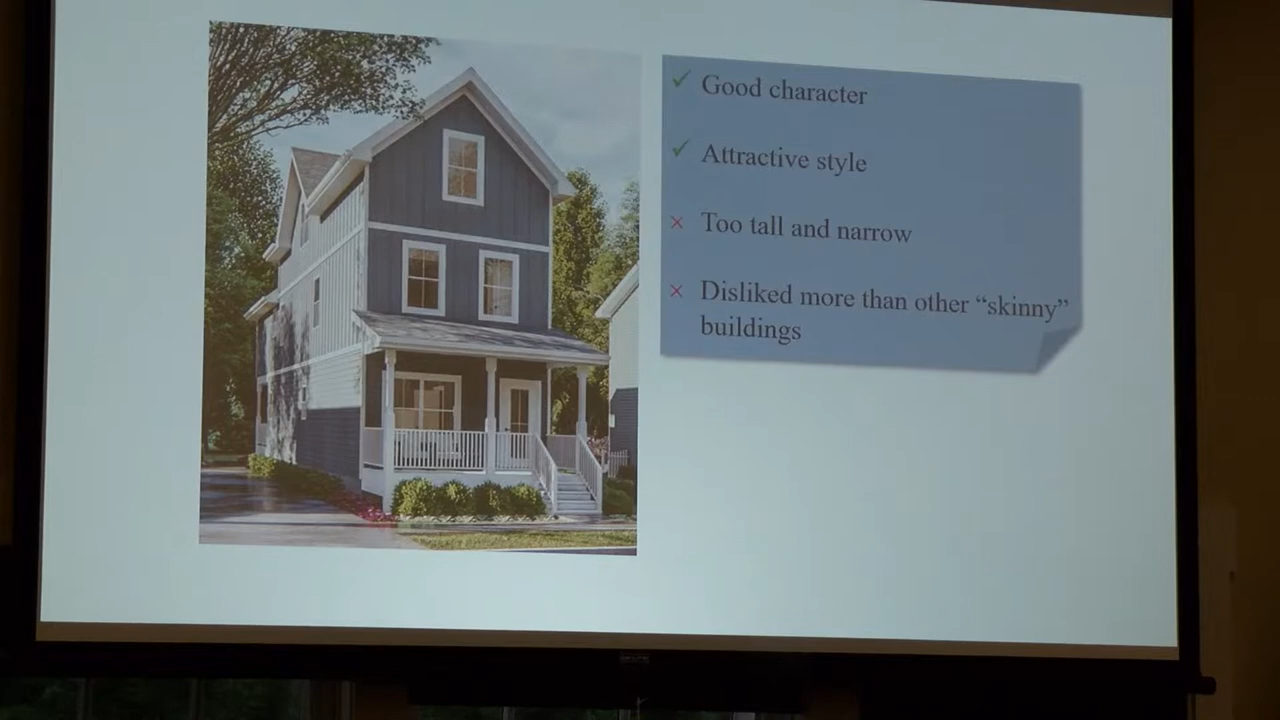 Good character
Attractive style
Too tall and narrow
Disliked more than other “skinny”
buildings